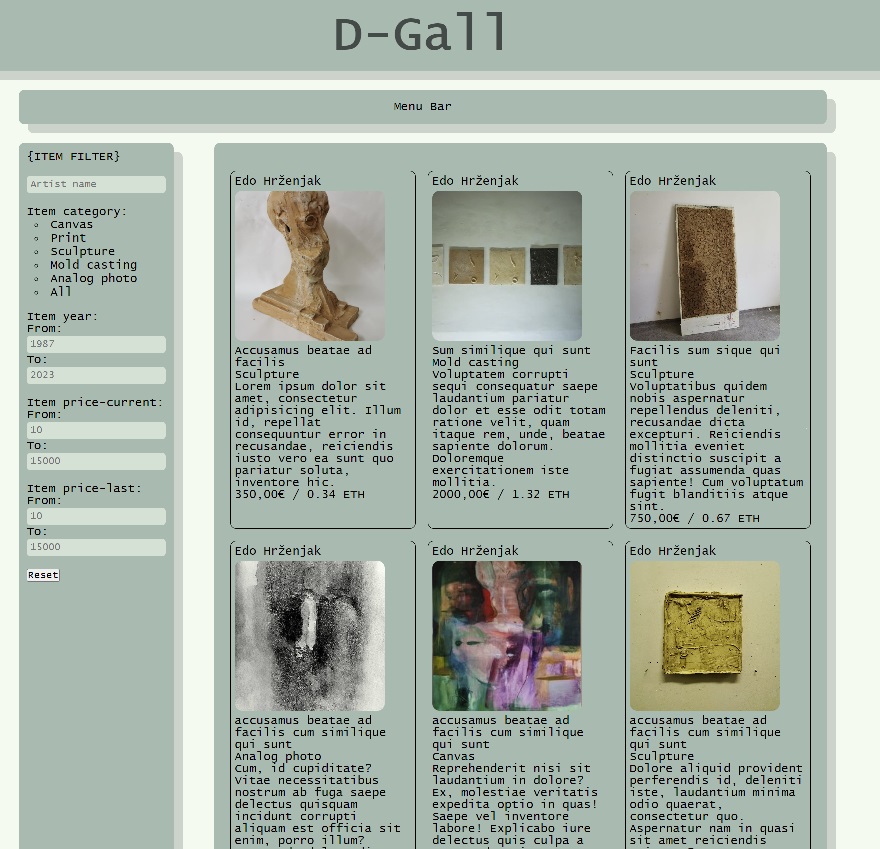 D-Gall
Menu Bar
{ITEM FILTER}
Artist name
Item category:
Canvas
Print
Sculpture
Mold casting
Analog photo
All
Item year:
From:
1987
To:
2023
Item price-current:
From:
10
To:
15000
Item price-last:
From:
10
To:
15000
Reset
Edo Hrženjak
Accusamus beatae ad
facilis
Sculpture
Lorem ipsum dolor sit
amet, consectetur
adipisicing elit. Illum
id, repellat
consequuntur error in
recusandae, reiciendis
iusto vero ea sunt quo
pariatur soluta,
inventore hic.
350,00€ / 0.34 ETH
Edo Hrženjak
Sum similique qui sunt
Mold casting
Voluptatem corrupti
sequi consequatur saepe
laudantium pariatur
dolor et esse odit totam
ratione velit, quam
itaque rem, unde, beatae
sapiente dolorum.
Doloremque
exercitationem iste
mollitia.
2000,00€ / 1.32 ETH
Edo Hrženjak
Facilis sum sique qui
sunt
Sculpture
Voluptatibus quidem
nobis aspernatur
repellendus deleniti,
recusandae dicta
excepturi. Reiciendis
mollitia eveniet
distinctio suscipit a
fugiat assumenda quas
sapiente! Cum voluptatum
fugit blanditiis atque
sint.
750,00€ / 0.67 ETH
Edo Hrženjak
accusamus beatae ad
facilis cum similique
qui sunt
Analog photo
Cum, id cupiditate?
Vitae necessitatibus
nostrum ab fuga saepe
delectus quisquam
incidunt corrupti
aliquam est officia sit
enim, porro illum?
Edo Hrženjak
accusamus beatae ad
facilis cum similique
qui sunt
Canvas
Reprehenderit nisi sit
laudantium in dolore?
Ex, molestiae veritatis
expedita optio in quas!
Saepe vel inventore
labore! Explicabo iure
delectus quis culpa a
Edo Hrženjak
accusamus beatae ad
facilis cum similique
qui sunt
Sculpture
Dolore aliquid provident
perferendis id, deleniti
iste, laudantium minima
odio quaerat,
consectetur quo.
Aspernatur nam in quasi
sit amet reiciendis